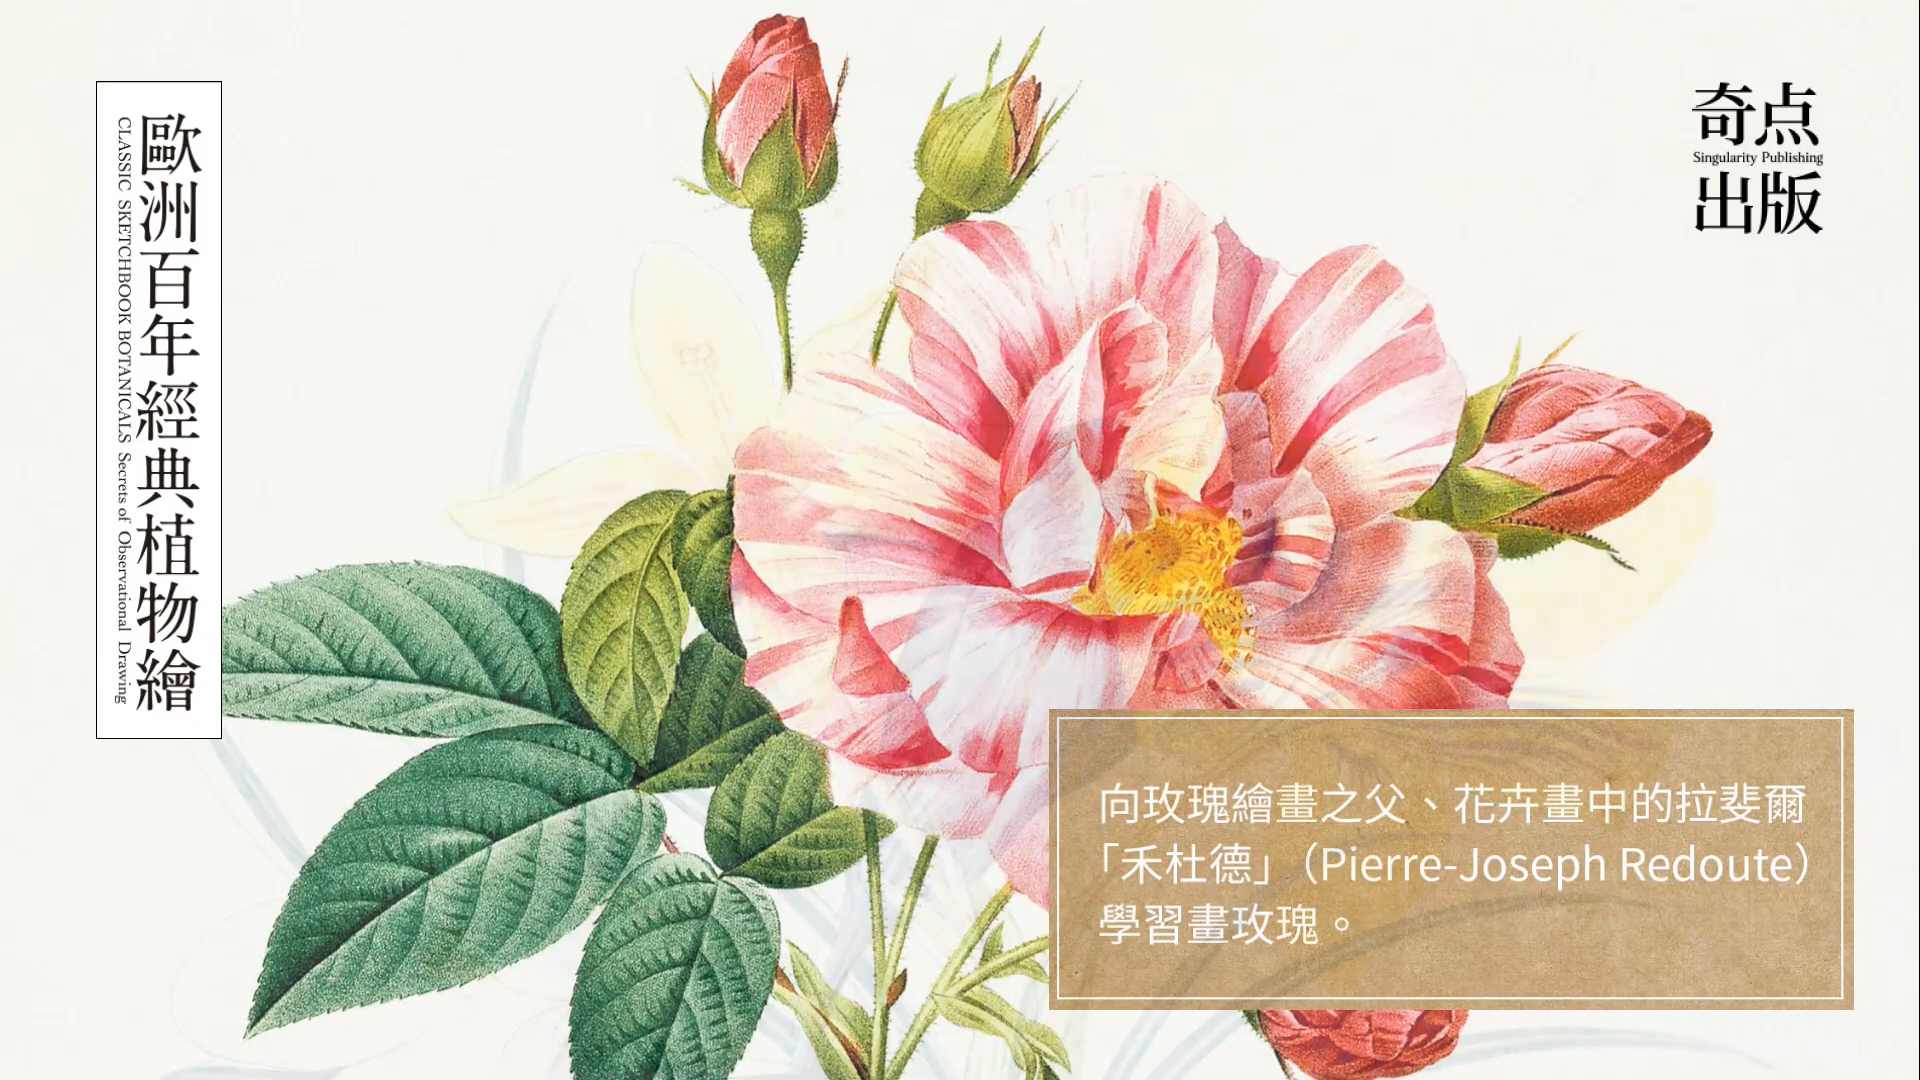 歐洲百年經典植物繪
CLASSIC SKETCHBOOK BOTANICALS Secrets of Observational Drawing
奇点
Singularity Publishing
出版
向玫瑰繪畫之父、花卉畫中的拉斐爾
「禾杜德」（Pierre-Joseph Redoute）
學習畫玫瑰。